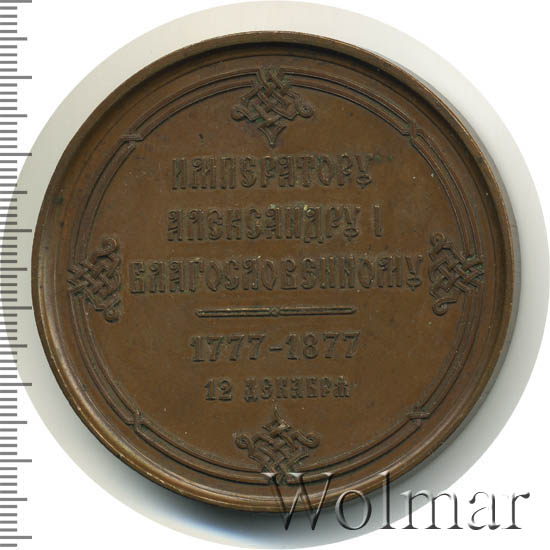 ИМПЕРАТОРУ
АЛЕКСАНДРУ I
БЛАГОСЛОВЕННОМУ
1777-1877
12 ДЕКАБРЯ
Wolmar